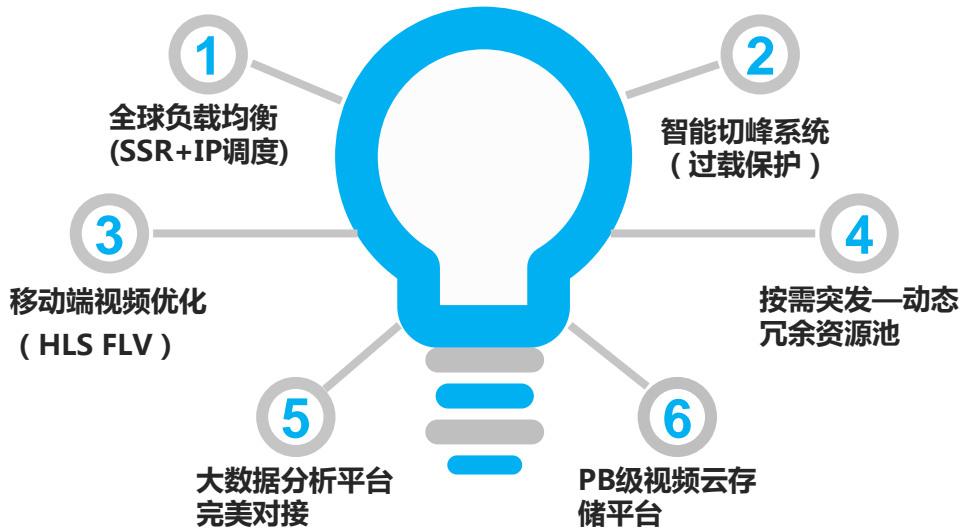 1
全球负载均衡
(SSR+IP调度)
2
智能切峰系统
（过载保护）
3
移动端视频优化
（HLS FLV）
4
按需突发—动态
冗余资源池
5
大数据分析平台
完美对接
6
PB级视频云存
储平台